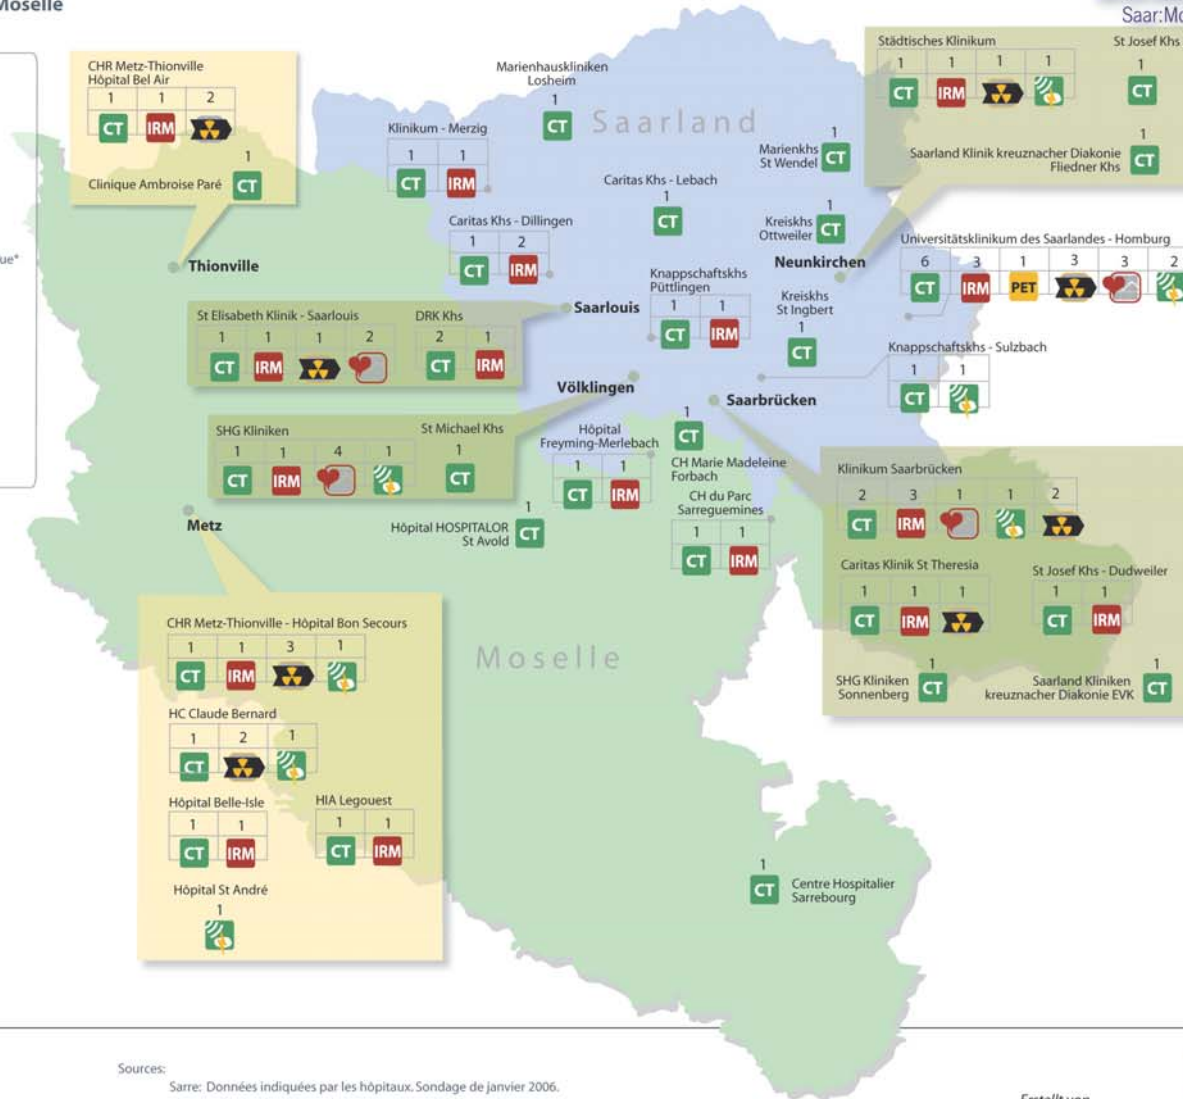 Moselle
Saar:Mo
ue*
CHR Metz-Thionville
Hôpital Bel Air
1 1 2
CT IRM
1
Clinique Ambroise Paré CT
Thionville
Klinikum - Merzig
1 1
CT IRM
Marienhauskliniken
Losheim
1
CT
Saarland
Marienkhs
St Wendel
1
CT
Caritas Khs - Lebach
1
CT
Caritas Khs - Dillingen
1 2
CT IRM
Kreiskhs
Ottweiler
1
CT
Städtisches Klinikum
1 1 1 1
CT IRM
St Josef Khs
1
CT
Saarland Klinik kreuznacher Diakonie
Fliedner Khs
1
CT
Neunkirchen
Universitätsklinikum des Saarlandes - Homburg
6 3 1 3 3 2
CT IRM PET
Knappschaftskhs
Püttlingen
1 1
CT IRM
Kreiskhs
St Ingbert
1
CT
Saarlouis
St Elisabeth Klinik - Saarlouis
1 1 1 2
CT IRM
DRK Khs
2 1
CT IRM
Knappschaftskhs - Sulzbach
1 1
CT
Völklingen
Saarbrücken
SHG Kliniken
1 1 4 1
CT IRM
St Michael Khs
1
CT
Hôpital
Freyming-Merlebach
1 1
CT IRM
1
CT
CH Marie Madeleine
Forbach
CH du Parc
Sarreguemines
1 1
CT IRM
Hôpital HOSPITALOR
St Avold
1
CT
Klinikum Saarbrücken
2 3 1 1 2
CT IRM
Caritas Klinik St Theresia
1 1 1
CT IRM
St Josef Khs - Dudweiler
1 1
CT IRM
SHG Kliniken
Sonnenberg
1
CT
Saarland Kliniken
kreuznacher Diakonie EVK
1
CT
Metz
CHR Metz-Thionville - Hôpital Bon Secours
1 1 3 1
CT IRM
HC Claude Bernard
1 2 1
CT
Hôpital Belle-Isle
1 1
CT IRM
HIA Legouest
1 1
CT IRM
Hôpital St André
1
Moselle
1
CT
Centre Hospitalier
Sarrebourg
Sources:
Sarre: Données indiquées par les hôpitaux. Sondage de janvier 2006.
Erstellt von